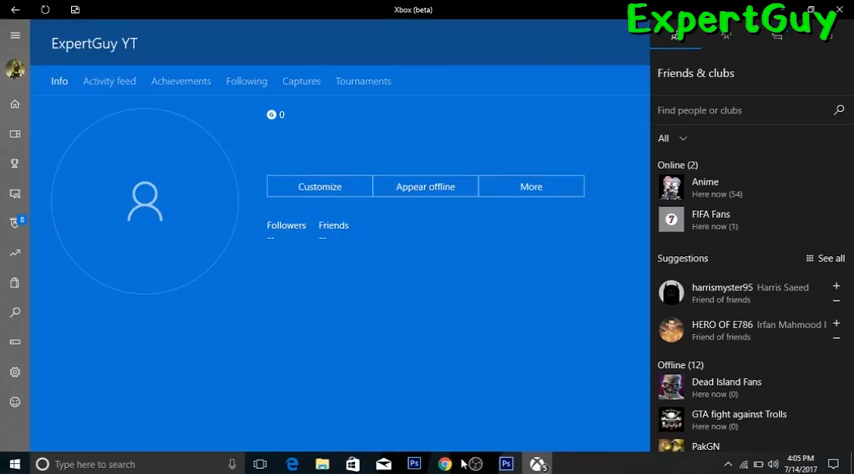 Xbox (beta)
ExpertGuy
ExpertGuy YT
Info Activity feed Achievements Following Captures Tournaments
G 0
Customize Appear offline More
Followers Friends
-- --
8
Friends & clubs
Find people or clubs
All
Online (2)
Anime
Here now (54)
7
FIFA Fans
Here now (1)
Suggestions See all
harrismyster95 Harris Saeed
Friend of friends
HERO OF E786 Irfan Mahmood
Friend of friends
Offline (12)
Dead Island Fans
Here now (0)
GTA fight against Trolls
Here now (0)
PakGN
Type here to search
Ps
Ps
4:05 PM
7/14/2017